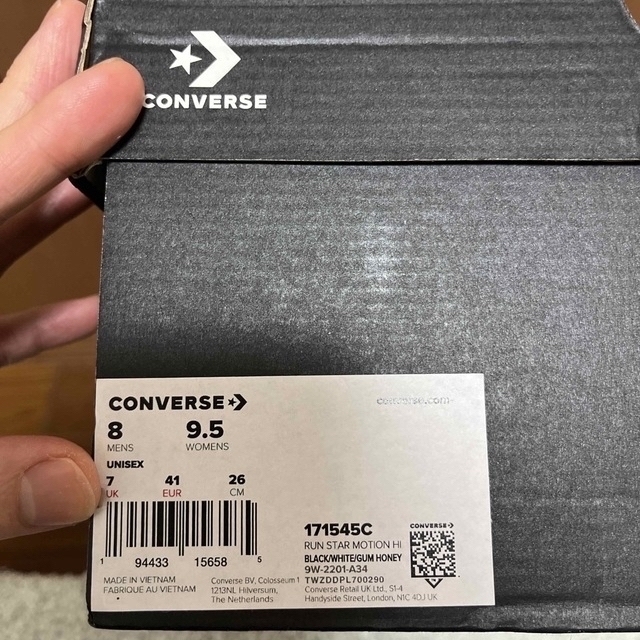 CONVERSE
CONVERSE
converse.com
8 9.5
MENS WOMENS
UNISEX
7 41 26
UK EUR CM
1 94433 15658 5
171545C
RUN STAR MOTION HI
BLACK/WHITE/GUM HONEY
9W-2201-A34
TWZDDPL700290
CONVERSE
MADE IN VIETNAM
FABRIQUE AU VIETNAM
Converse BV, Colosseum 1
1213NL Hilversum,
The Netherlands
Converse Retail UK Ltd., S1-4
Handyside Street, London, N1C 4DJ UK